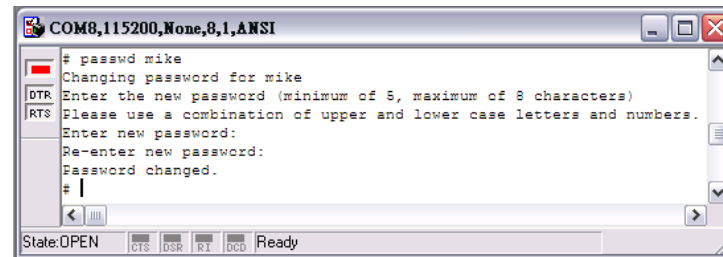 COM8,115200,None,8,1,ANSI
# passwd mike
Changing password for mike
DTR Enter the new password (minimum of 5, maximum of 8 characters)
RTS Please use a combination of upper and lower case letters and numbers.
Enter new password:
Re-enter new password:
Password changed.
#
State:OPEN CTS DSR RI DCD Ready